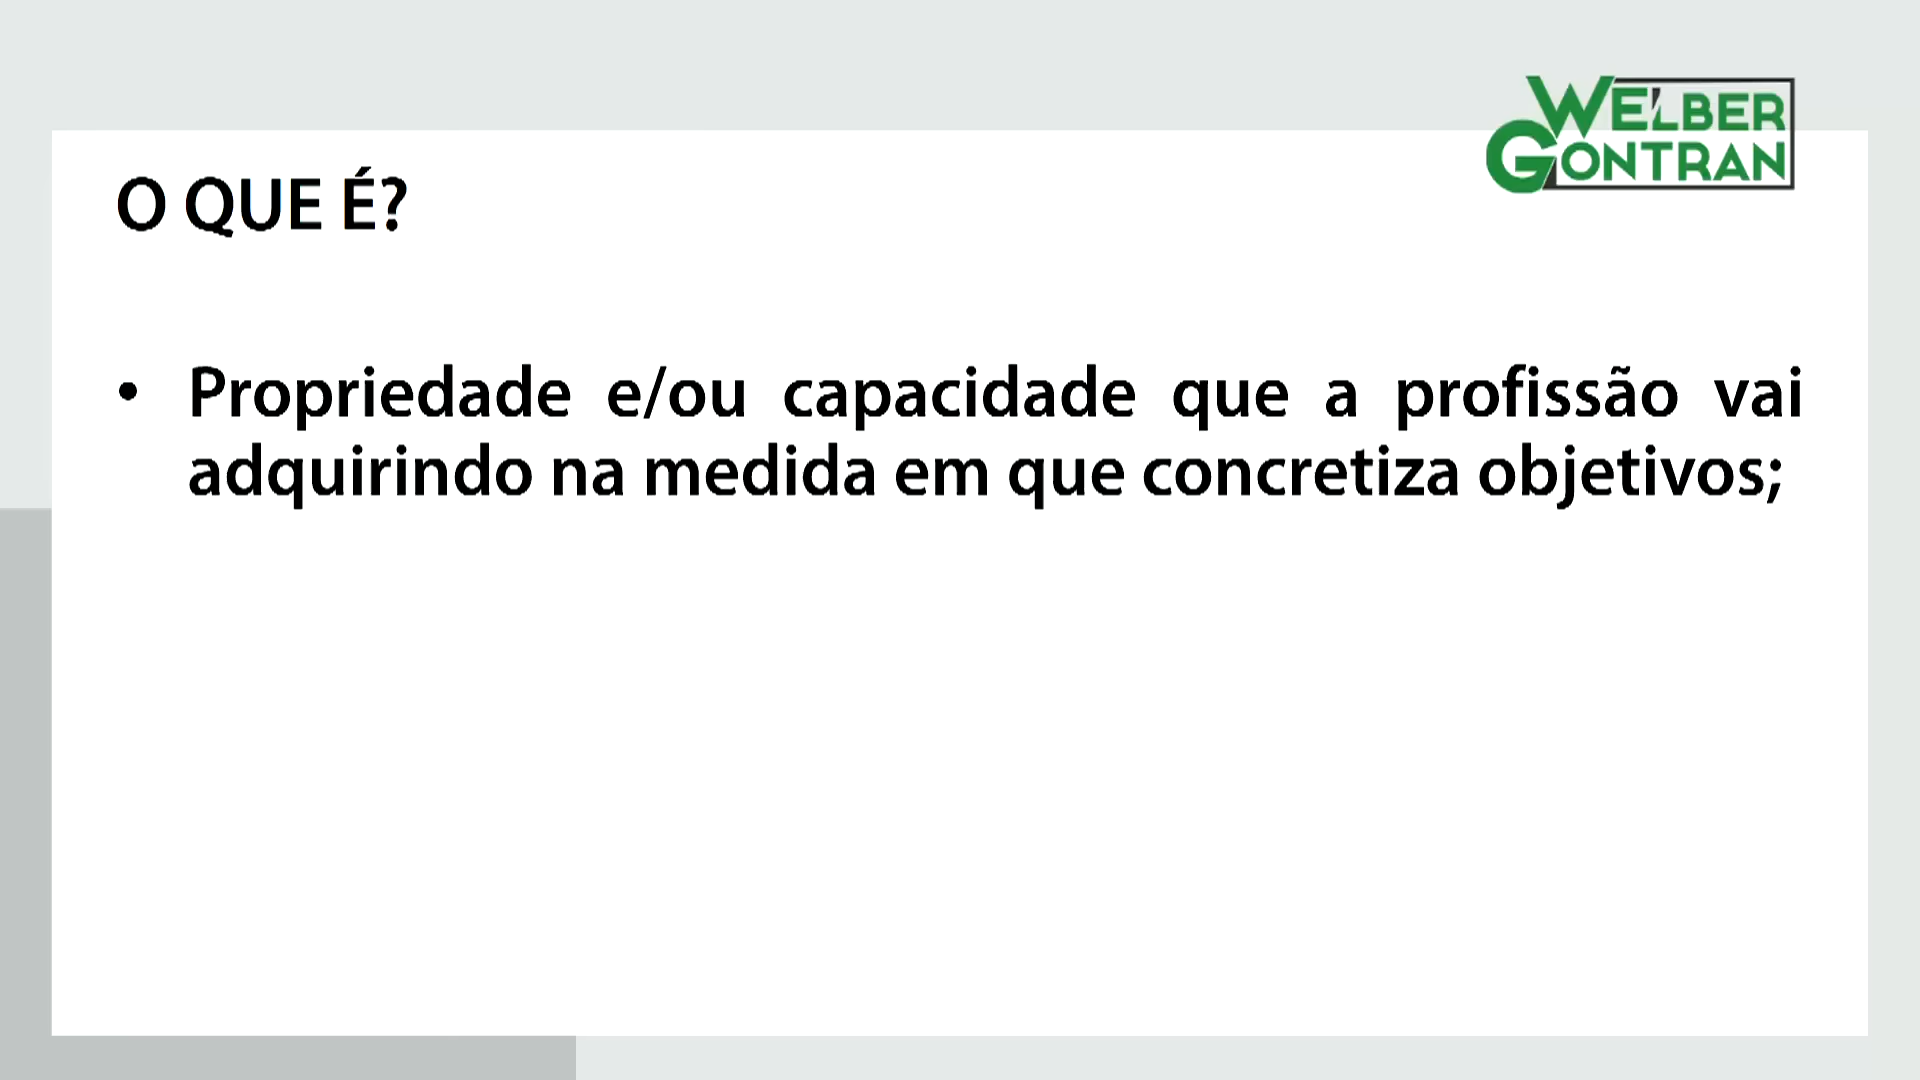 WELBER
GONTRAN
O QUE É?
• Propriedade e/ou capacidade que a profissão vai
adquirindo na medida em que concretiza objetivos;